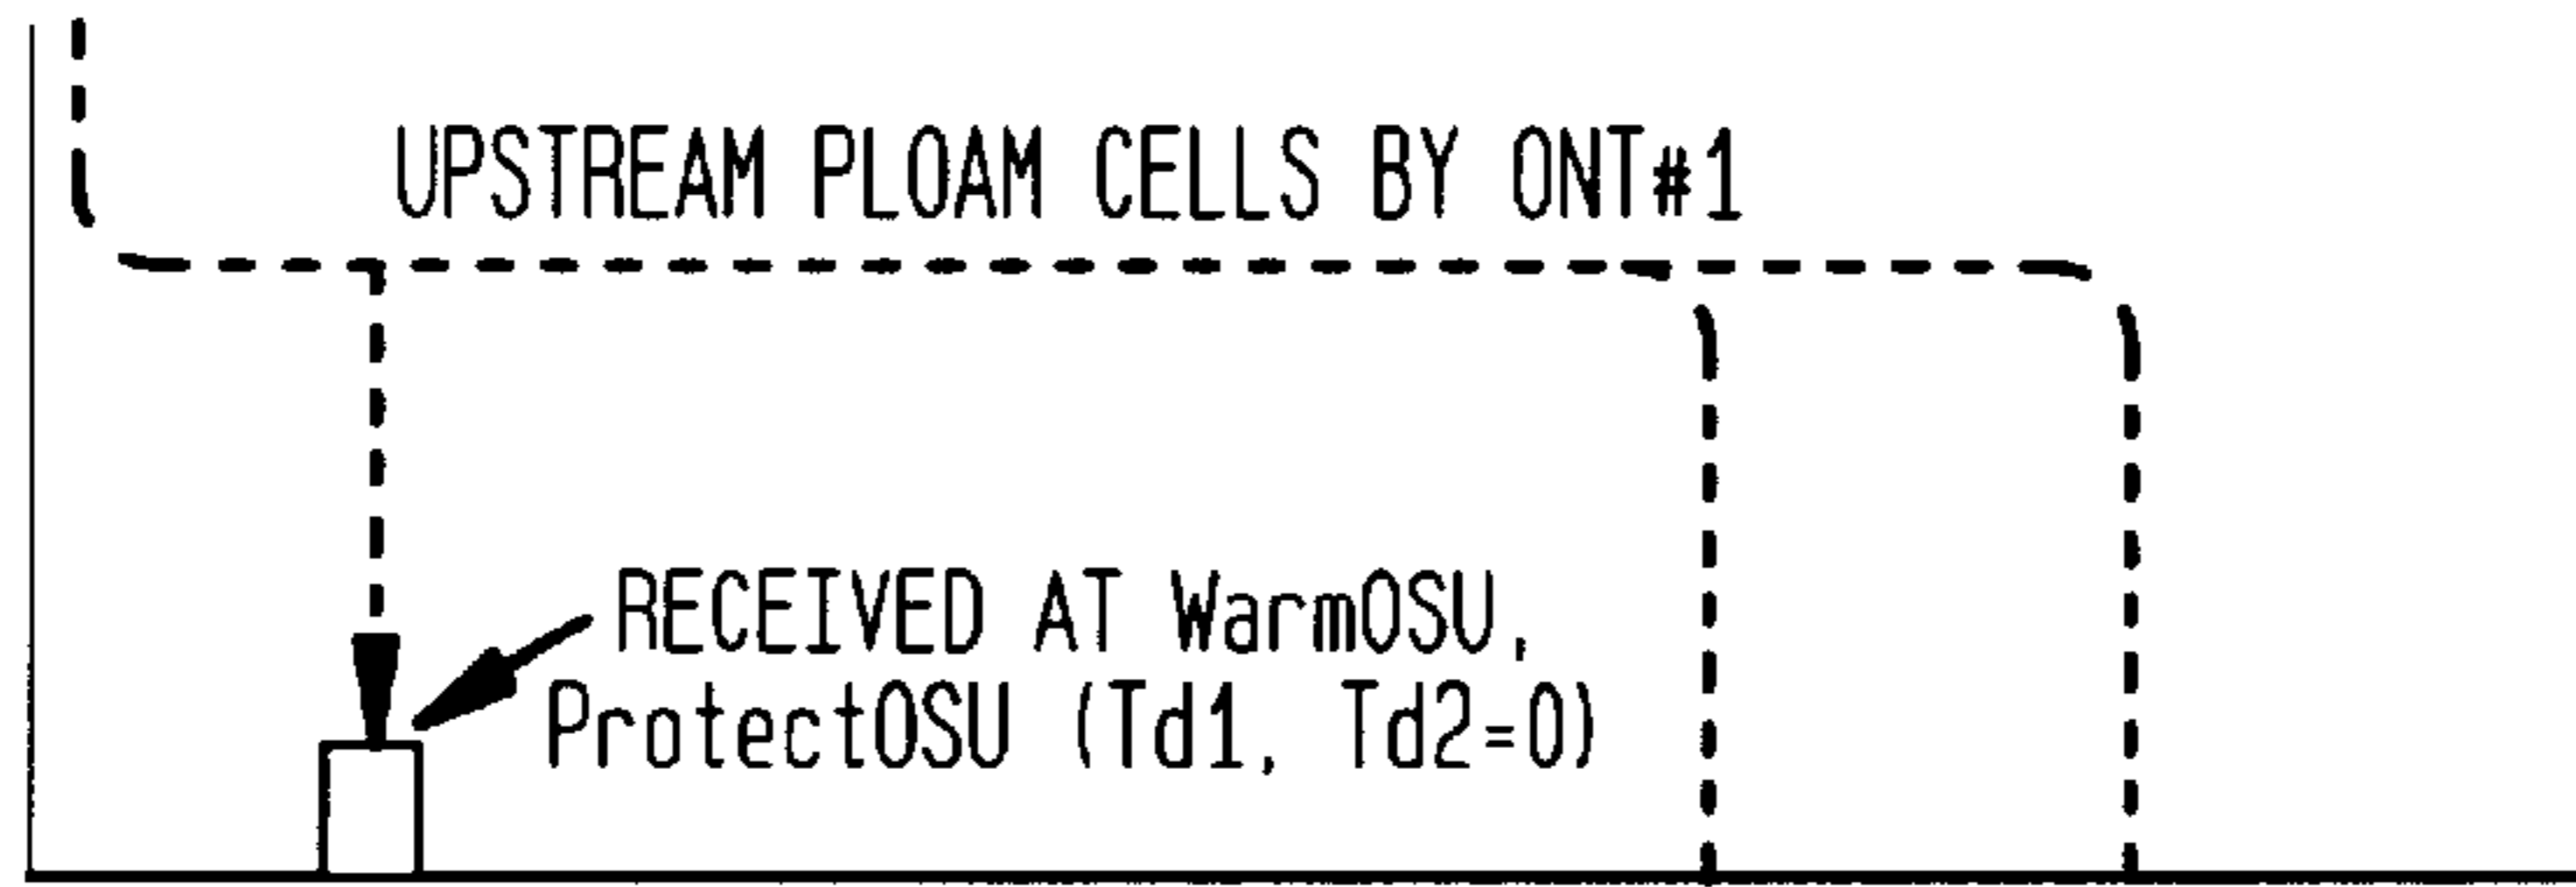 UPSTREAM PLOAM CELLS BY ONT#1
RECEIVED AT WarmOSU,
ProtectOSU (Td1, Td2=0)